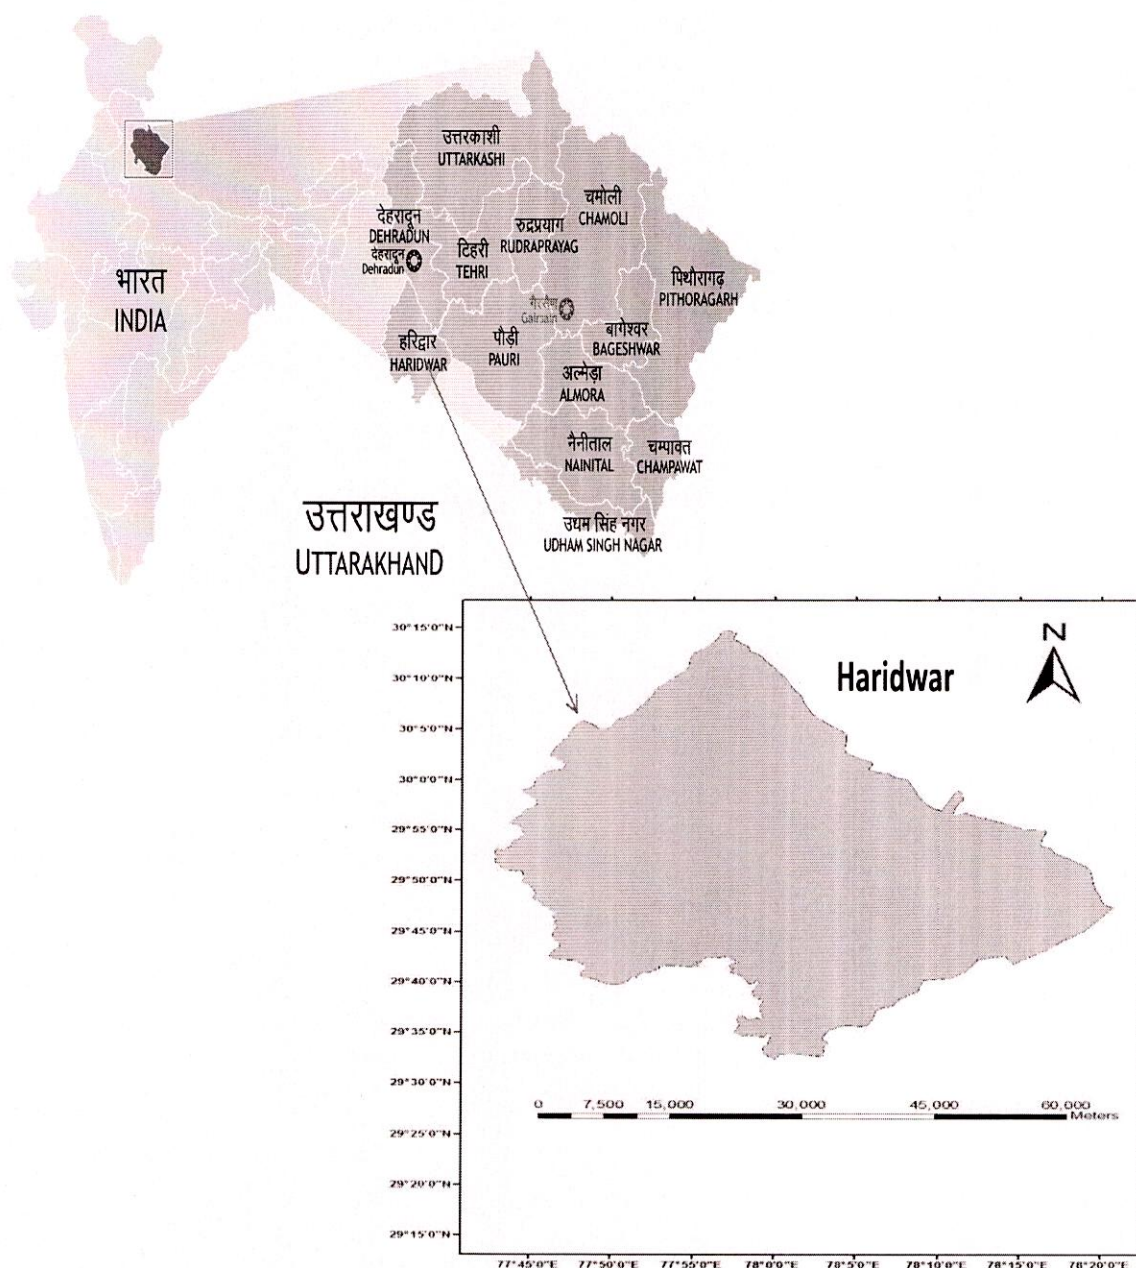 उत्तरकाशी
UTTARKASHI
चमोली
CHAMOLI
देहरादून
DEHRADUN
रुद्रप्रयाग
RUDRAPRAYAG
टिहरी
TEHRI
देहरादून
Dehradun
पिथौरागढ़
PITHORAGARH
भारत
INDIA
गैरसैण
Gairsain
हरिद्वार
HARIDWAR
पौड़ी
PAURI
बागेश्वर
BAGESHWAR
अल्मोड़ा
ALMORA
नैनीताल
NAINITAL
चम्पावत
CHAMPAWAT
उत्तराखण्ड
UTTARAKHAND
उधम सिंह नगर
UDHAM SINGH NAGAR
Haridwar
N
30°15'0"N
30°10'0"N
30°5'0"N
30°0'0"N
29°55'0"N
29°50'0"N
29°45'0"N
29°40'0"N
29°35'0"N
29°30'0"N
29°25'0"N
29°20'0"N
29°15'0"N
0 7,500 15,000 30,000 45,000 60,000
Meters
77°45'0"E 77°50'0"E 77°55'0"E 78°0'0"E 78°5'0"E 78°10'0"E 78°15'0"E 78°20'0"E